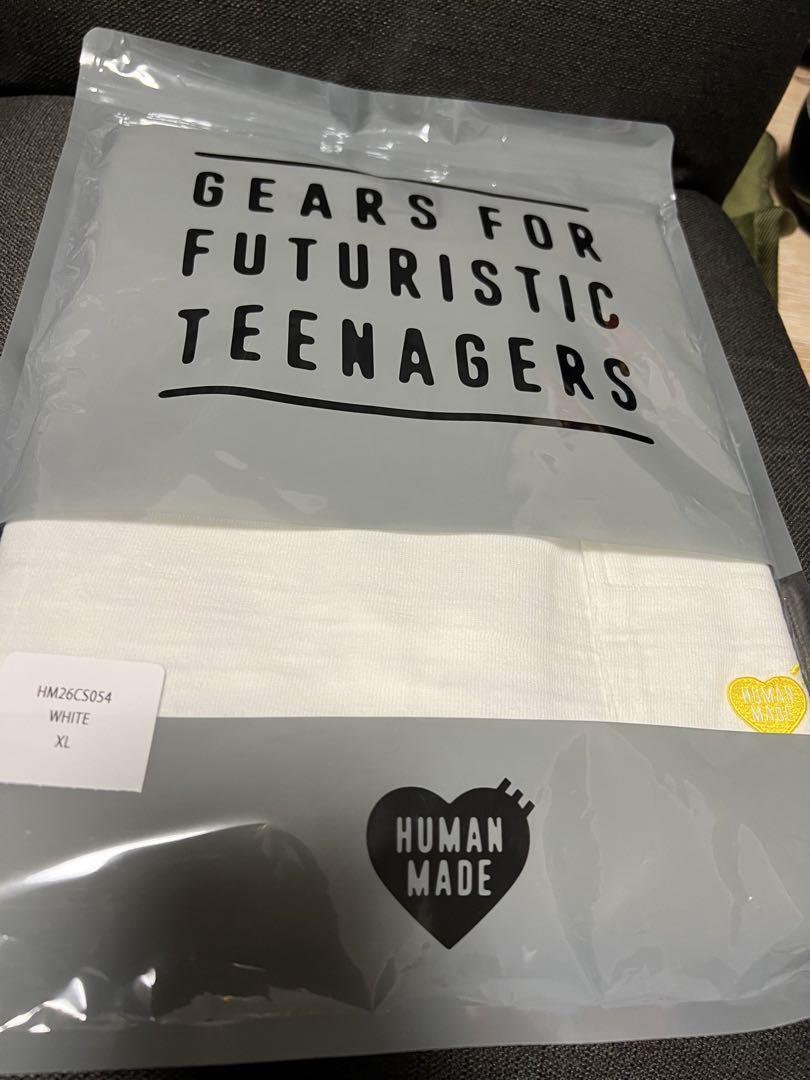 GEARS FOR
FUTURISTIC
TEENAGERS
HM26CS054
WHITE
XL
HUMAN
MADE
HUMAN
MADE